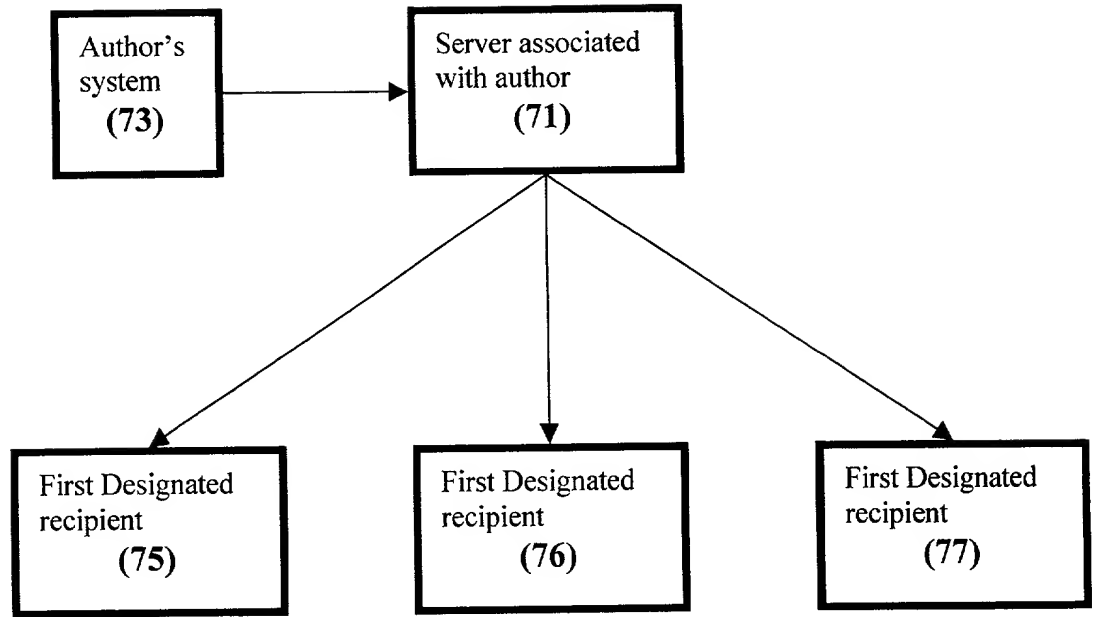 Author's
system
(73)
Server associated
with author
(71)
First Designated
recipient
(75)
First Designated
recipient
(76)
First Designated
recipient
(77)